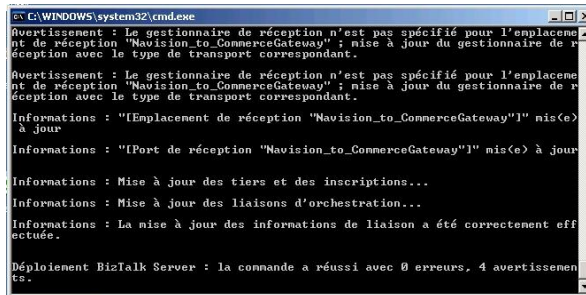 C:\WINDOWS\system32\cmd.exe
Avertissement : Le gestionnaire de réception n'est pas spécifié pour l'emplaceme
nt de réception "Navision_to_CommerceGateway" ; mise à jour du gestionnaire de r
éception avec le type de transport correspondant.
Avertissement : Le gestionnaire de réception n'est pas spécifié pour l'emplaceme
nt de réception "Navision_to_CommerceGateway" ; mise à jour du gestionnaire de r
éception avec le type de transport correspondant.
Informations : "[Emplacement de réception "Navision_to_CommerceGateway"]" mis(e)
 à jour
Informations : "[Port de réception "Navision_to_CommerceGateway"]" mis(e) à jour
Informations : Mise à jour des tiers et des inscriptions...
Informations : Mise à jour des liaisons d'orchestration...
Informations : La mise à jour des informations de liaison a été correctement eff
ectuée.
Déploiement BizTalk Server : la commande a réussi avec 0 erreurs, 4 avertissemen
ts.